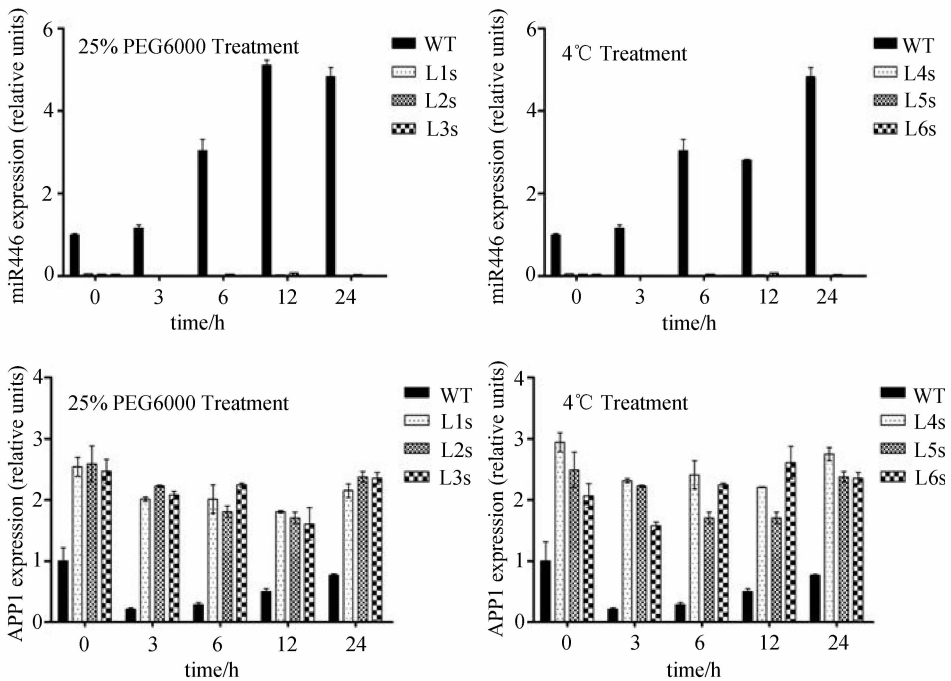 miR446 expression (relative units)
6
4
2
0
25% PEG6000 Treatment
WT
L1s
L2s
L3s
0 3 6 12 24
time/h
miR446 expression (relative units)
6
4
2
0
4℃ Treatment
WT
L4s
L5s
L6s
0 3 6 12 24
time/h
APP1 expression (relative units)
4
3
2
1
0
25% PEG6000 Treatment
WT
L1s
L2s
L3s
0 3 6 12 24
time/h
APP1 expression (relative units)
4
3
2
1
0
4℃ Treatment
WT
L4s
L5s
L6s
0 3 6 12 24
time/h